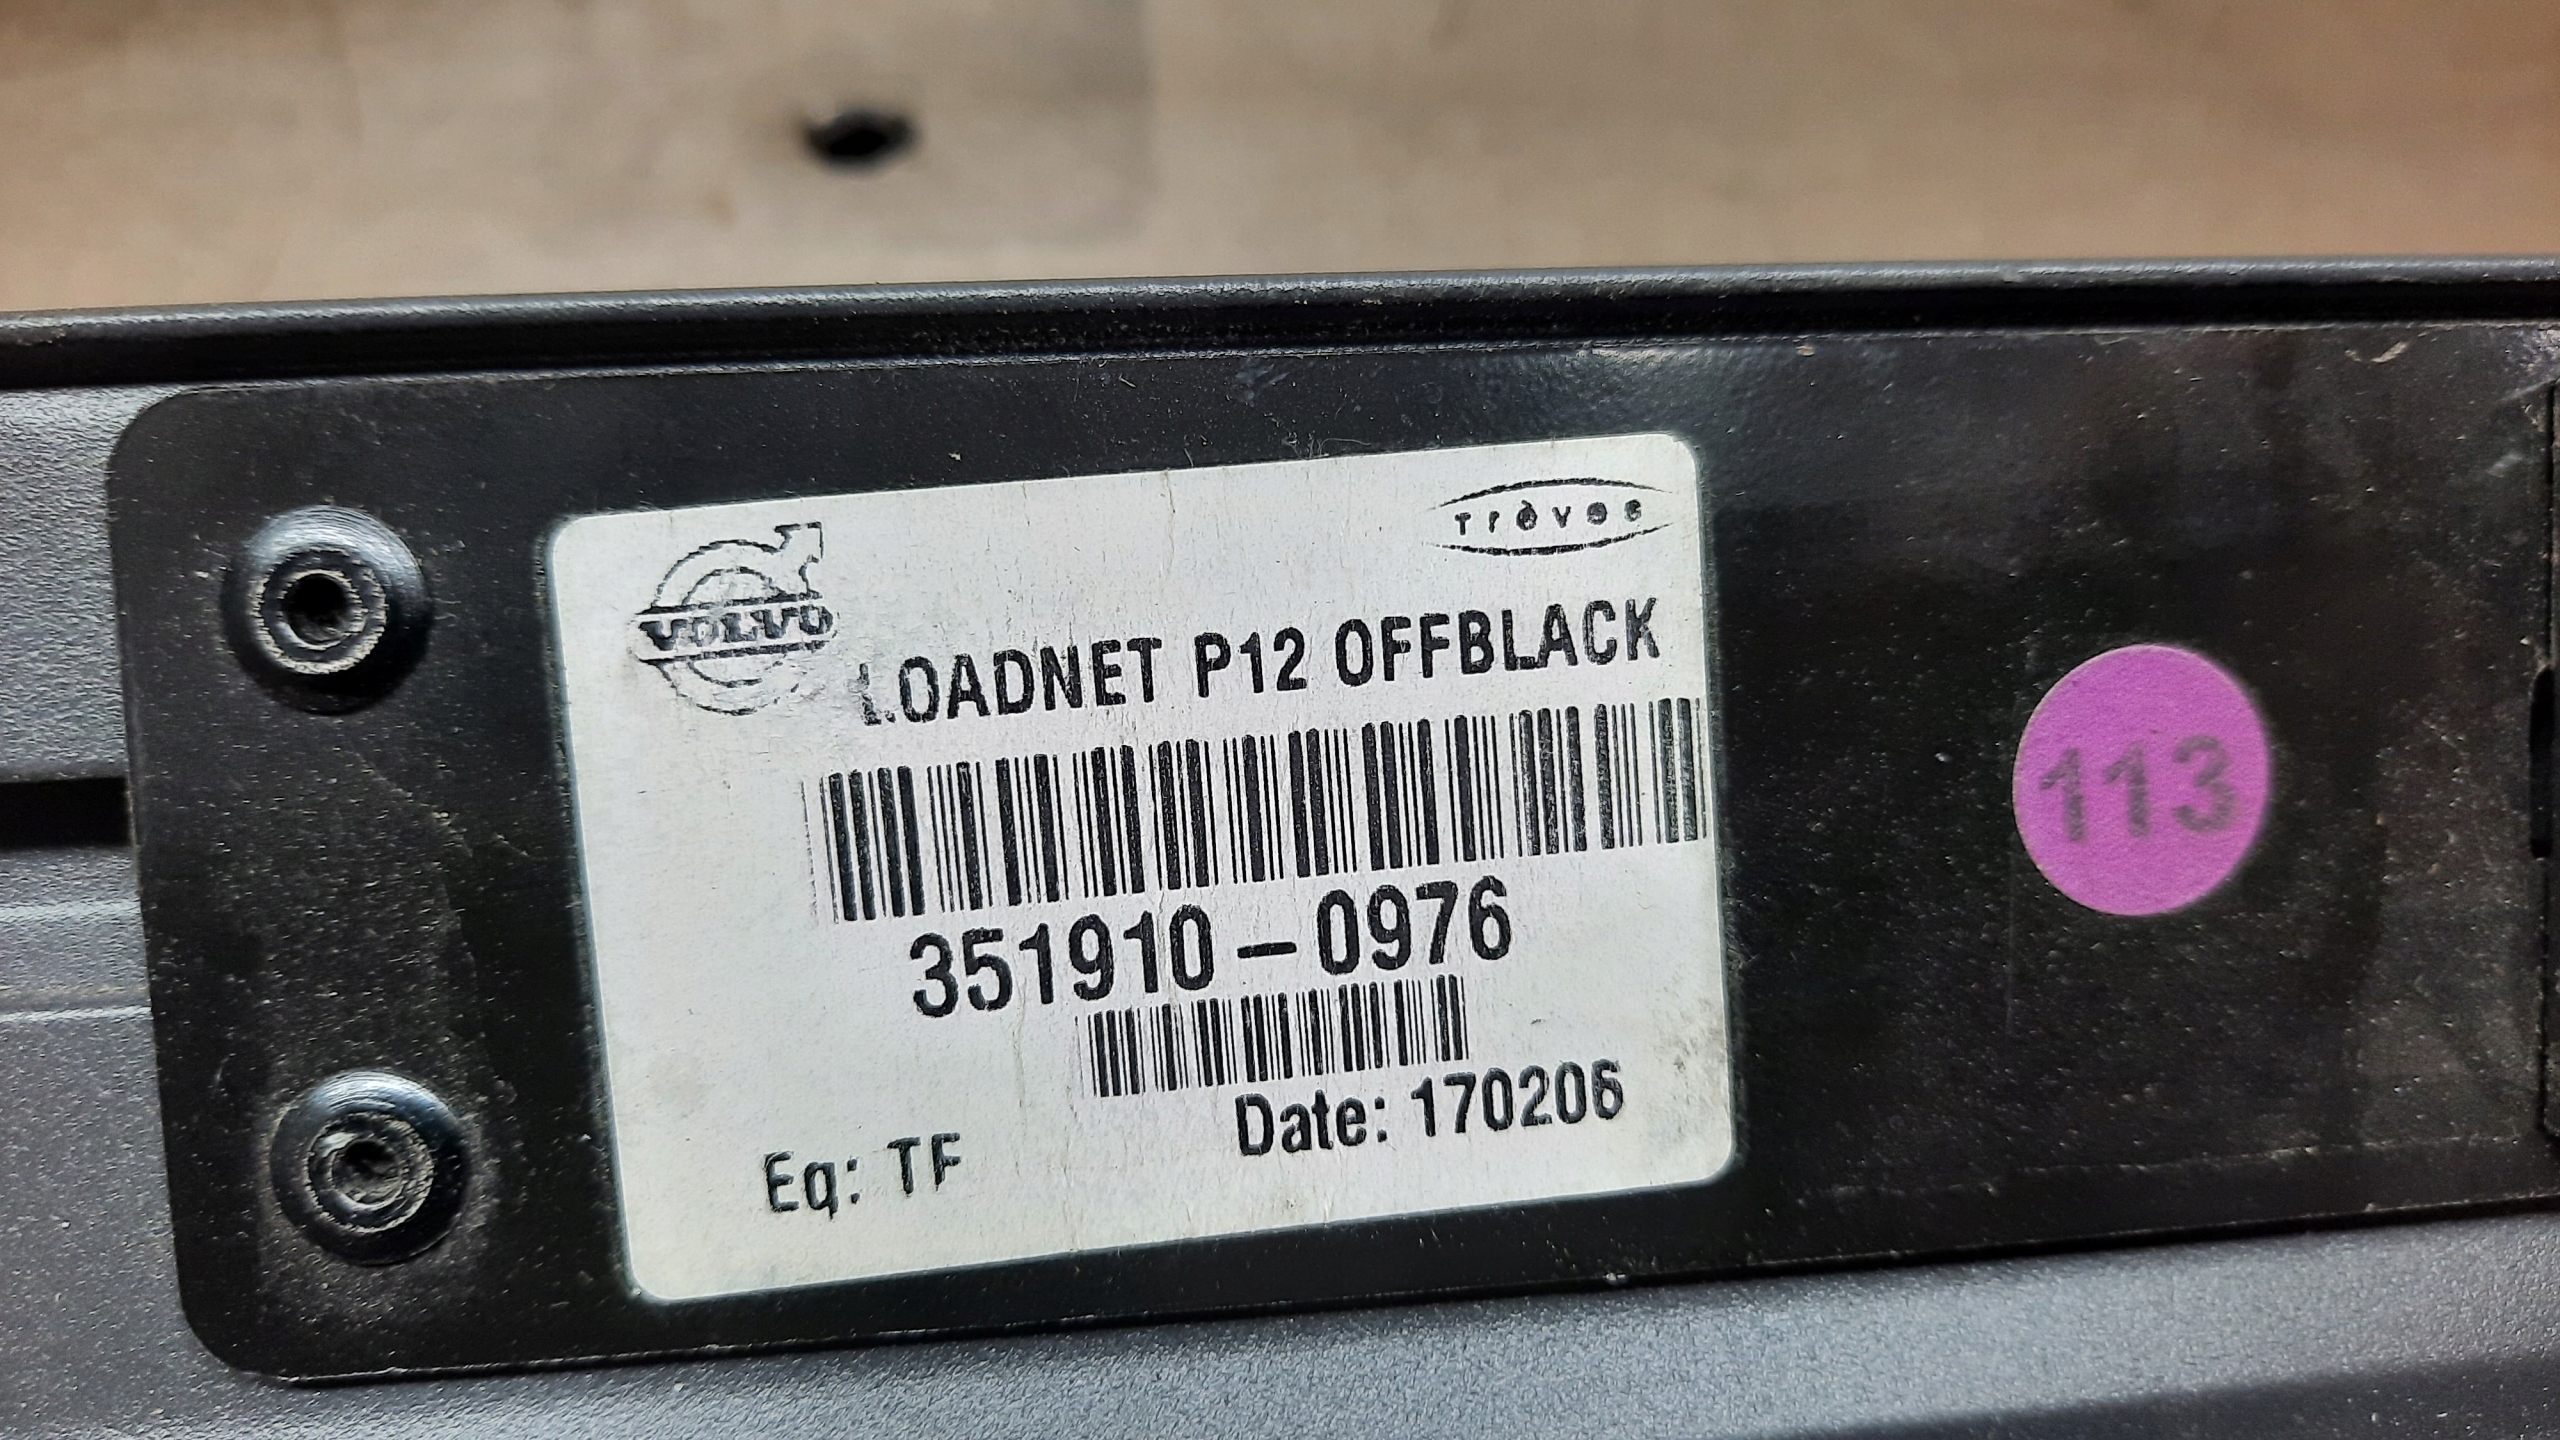 Trèves
VOLVO
LOADNET P12 OFFBLACK
351910-0976
Date: 170206
Eq: TF
113